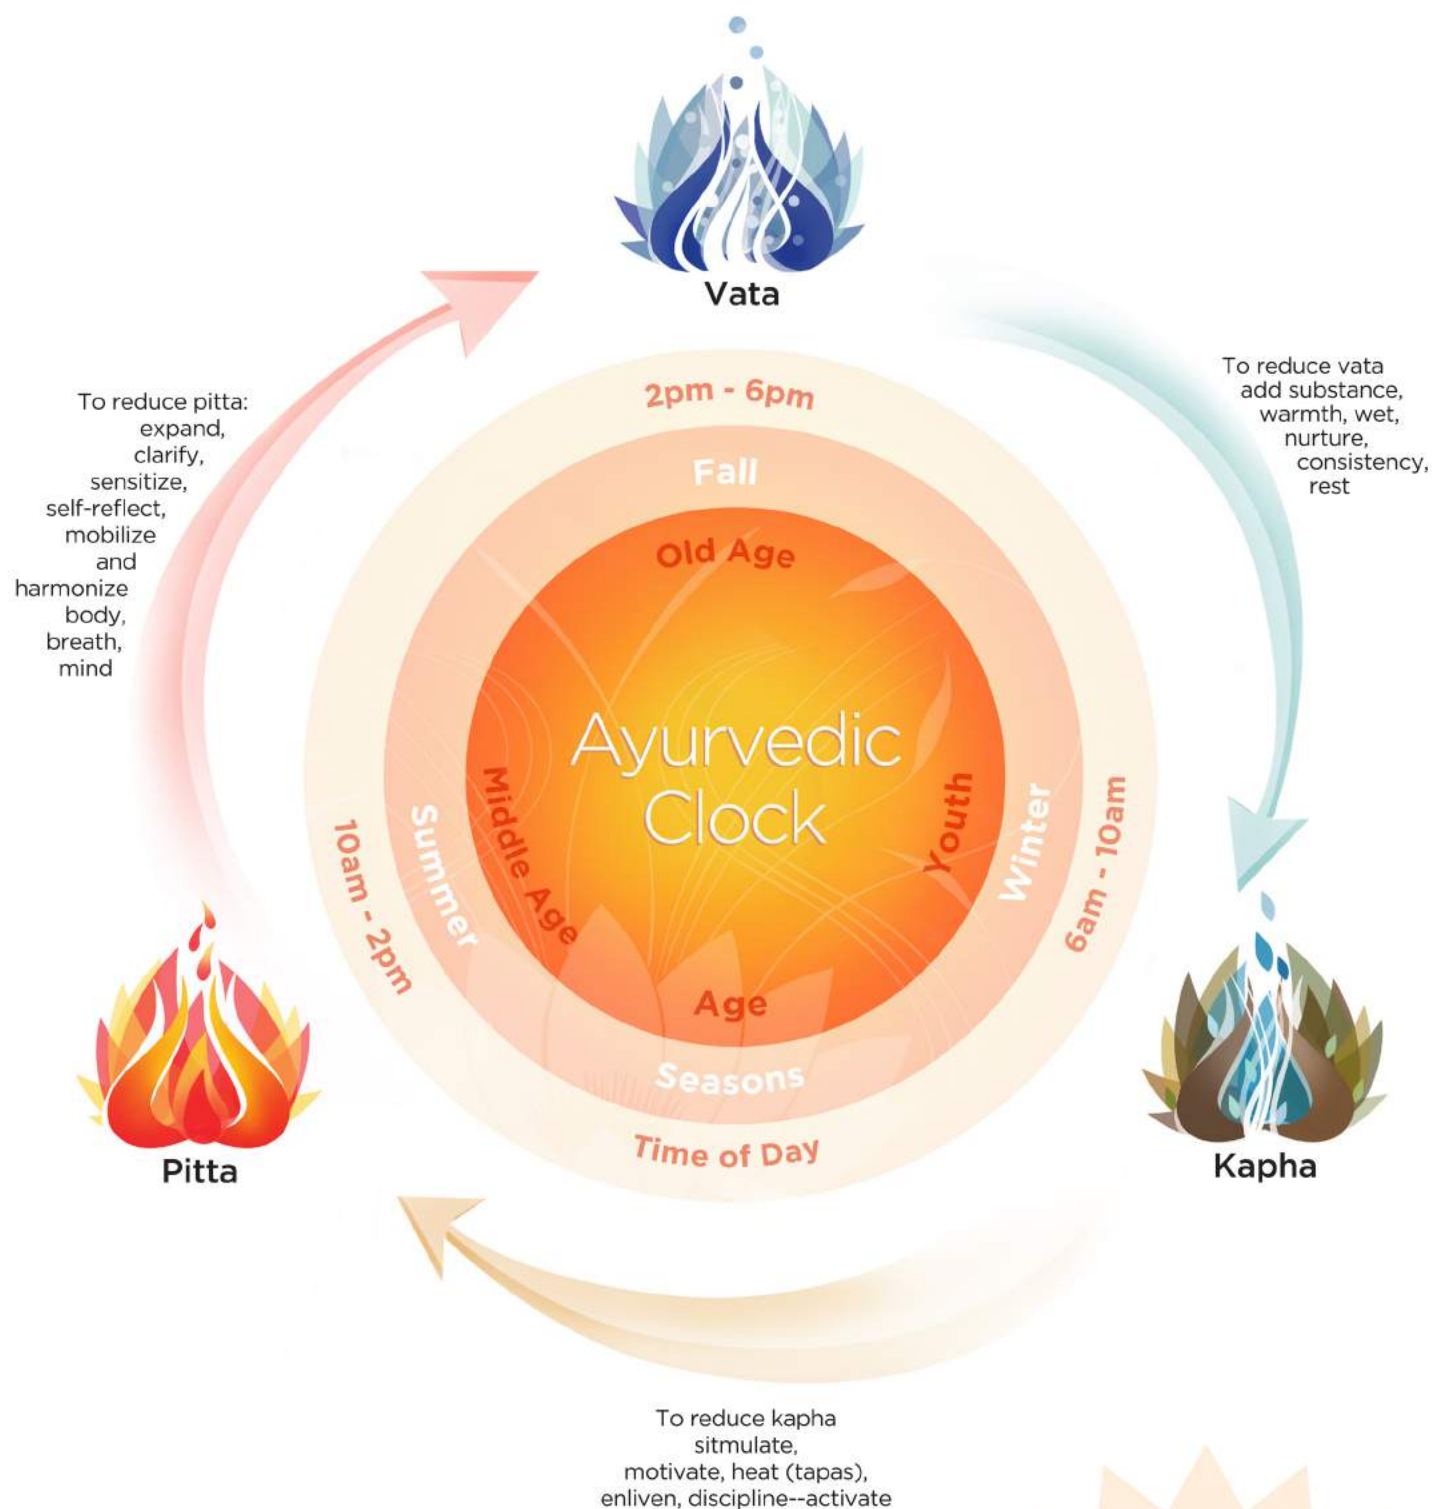 Vata
To reduce pitta:
expand,
clarify,
sensitize,
self-reflect,
mobilize
and
harmonize
body,
breath,
mind
To reduce vata
add substance,
warmth, wet,
nurture,
consistency,
rest
2pm - 6pm
Fall
Old Age
Ayurvedic
Clock
10am - 2pm
Summer
Middle Age
Youth
Winter
6am - 10am
Age
Seasons
Time of Day
Pitta
Kapha
To reduce kapha
sitmulate,
motivate, heat (tapas),
enliven, discipline--activate